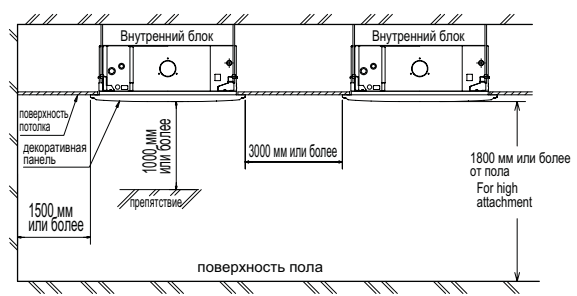 Внутренний блок
Внутренний блок
поверхность
потолка
декоративная
панель
1000 мм
или более
3000 мм или более
1800 мм или более
от пола
For high
attachment
препятствие
1500 мм
или более
поверхность пола